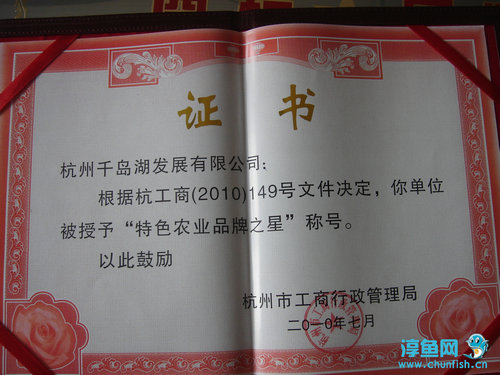 证书
杭州千岛湖发展有限公司：
根据杭工商(2010)149号文件决定，你单位
被授予“特色农业品牌之星”称号。
以此鼓励
杭州市工商行政管理局
二〇一〇年七月
淳鱼网
www.chunfish.cn